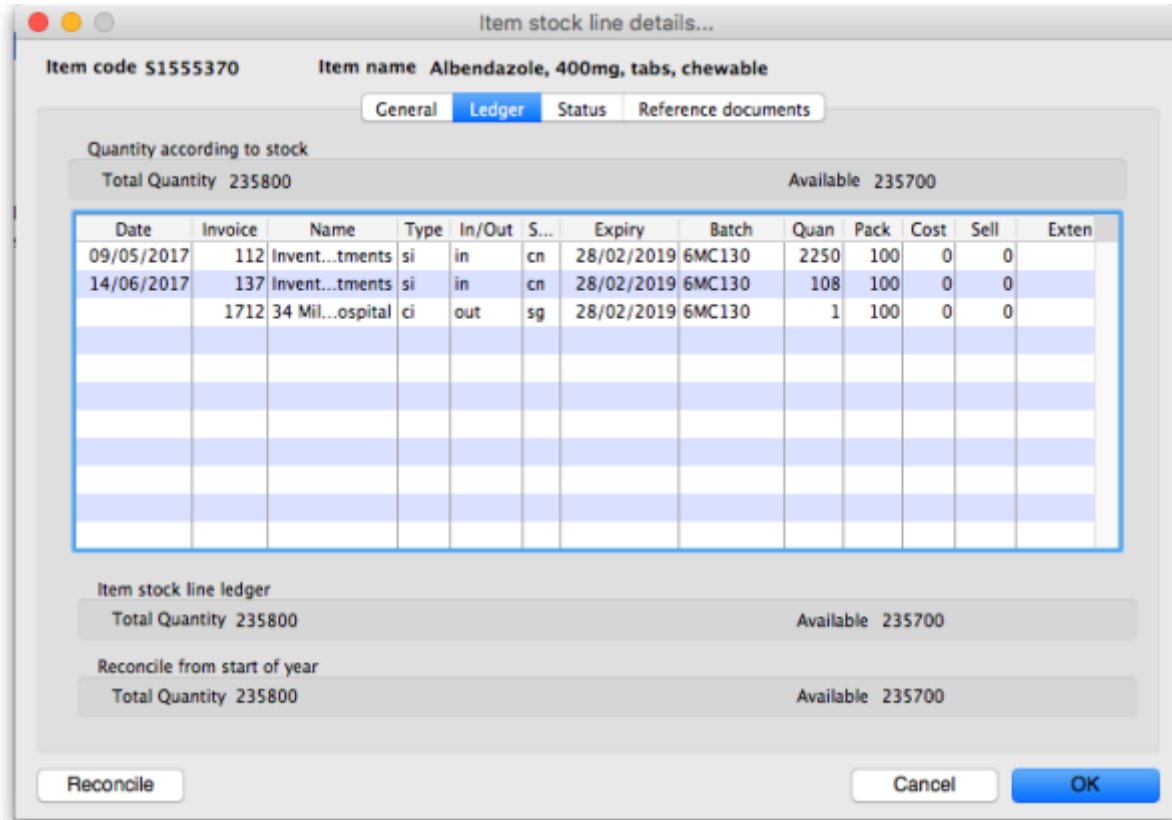 Item stock line details...
Item code S1555370 Item name Albendazole, 400mg, tabs, chewable
General Ledger Status Reference documents
Quantity according to stock
Total Quantity 235800 Available 235700
Date Invoice Name Type In/Out S... Expiry Batch Quan Pack Cost Sell Exten
09/05/2017 112 Invent...tments si in cn 28/02/2019 6MC130 2250 100 0 0
14/06/2017 137 Invent...tments si in cn 28/02/2019 6MC130 108 100 0 0
1712 34 Mil...ospital ci out sg 28/02/2019 6MC130 1 100 0 0
Item stock line ledger
Total Quantity 235800 Available 235700
Reconcile from start of year
Total Quantity 235800 Available 235700
Reconcile Cancel OK